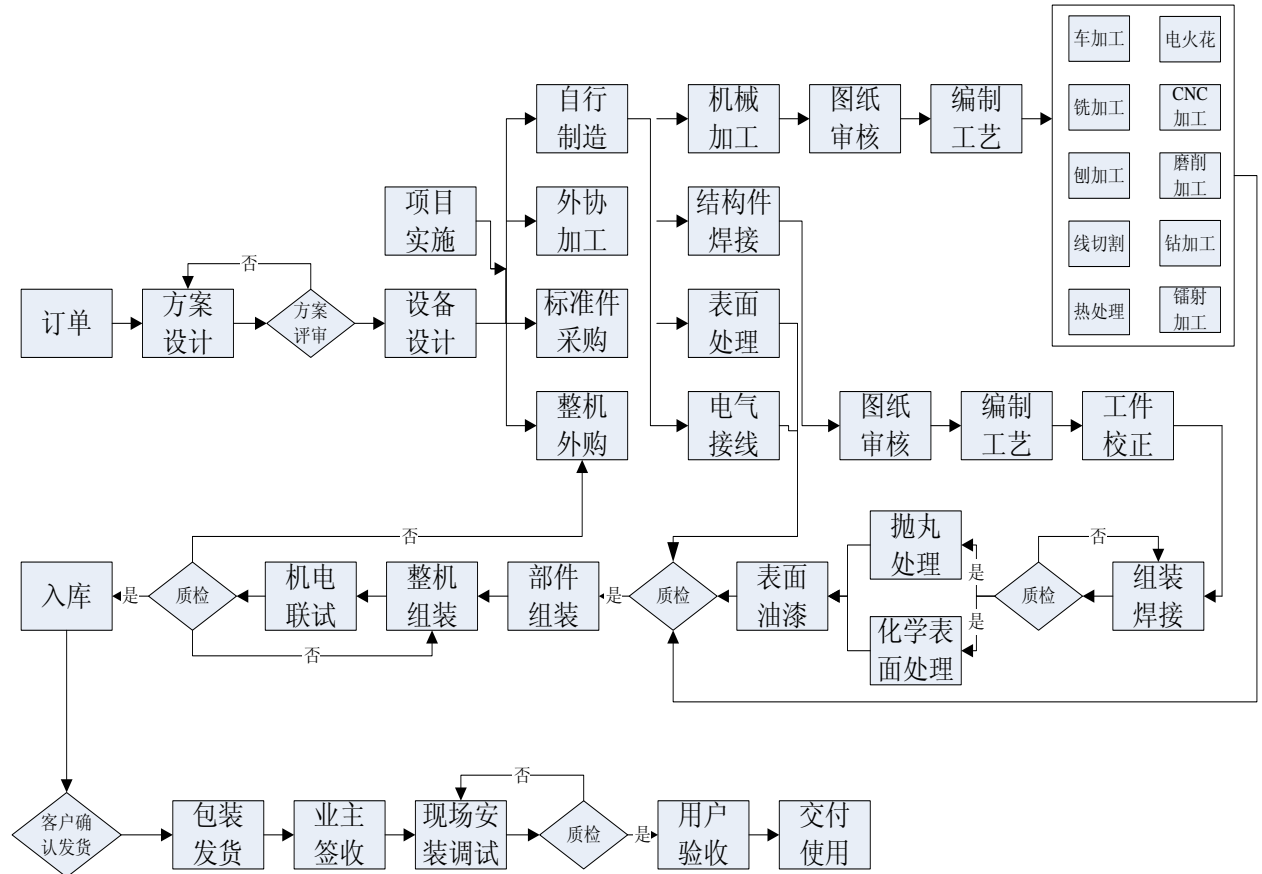 车加工
电火花
自行
制造
机械
加工
图纸
审核
编制
工艺
铣加工
CNC
加工
项目
实施
外协
加工
结构件
焊接
刨加工
磨削
加工
线切割
钻加工
否
订单
方案
设计
方案
评审
设备
设计
标准件
采购
表面
处理
热处理
镭射
加工
整机
外购
电气
接线
图纸
审核
编制
工艺
工件
校正
否
抛丸
处理
否
入库
是
质检
机电
联试
整机
组装
部件
组装
是
质检
表面
油漆
是
质检
组装
焊接
是
化学表
面处理
否
否
客户确
认发货
包装
发货
业主
签收
现场安
装调试
质检
是
用户
验收
交付
使用